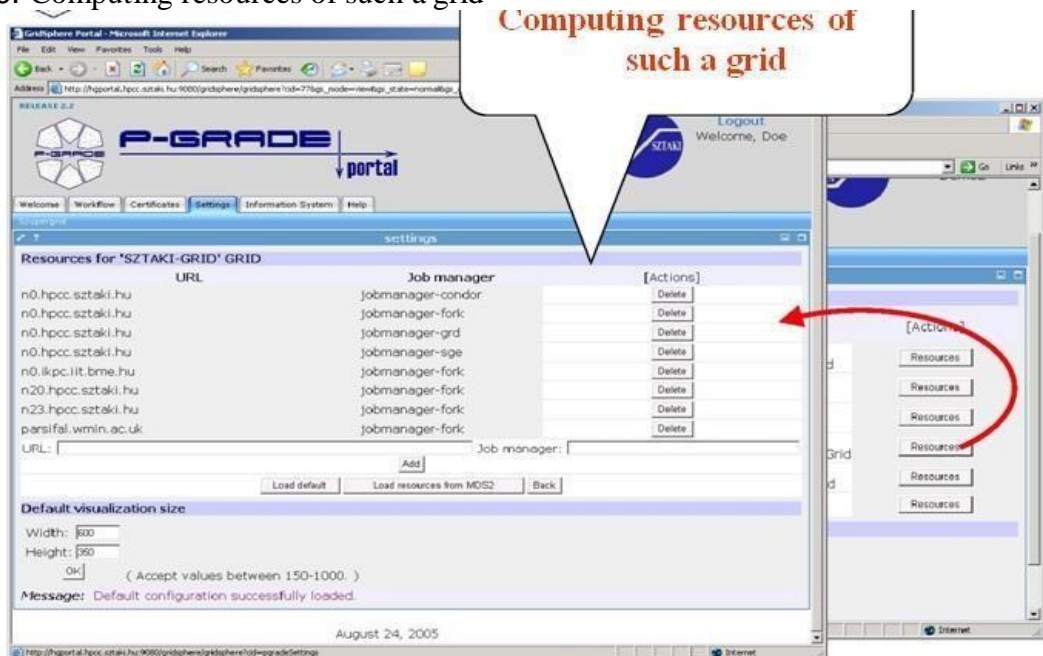 Computing resources of such a grid
Computing resources of
such a grid
GridSphere Portal - Microsoft Internet Explorer
File Edit View Favorites Tools Help
Back Search Favorites
Address
RELEASE 2.2
P-GRADE
P-GRADE
portal
SZTAKI
Logout
Welcome, Doe
Go Links »
Welcome Workflow Certificates Settings Information System Help
settings
Resources for 'SZTAKI-GRID' GRID
URL Job manager [Actions]
n0.hpcc.sztaki.hu jobmanager-condor Delete
n0.hpcc.sztaki.hu jobmanager-fork Delete
n0.hpcc.sztaki.hu jobmanager-grd Delete
n0.hpcc.sztaki.hu jobmanager-sge Delete
n0.ikpc.iit.bme.hu jobmanager-fork Delete
n20.hpcc.sztaki.hu jobmanager-fork Delete
n23.hpcc.sztaki.hu jobmanager-fork Delete
parsifal.wmin.ac.uk jobmanager-fork Delete
URL: Job manager:
Add
Load default Load resources from MDS2 Back
Default visualization size
Width: 600
Height: 350
OK ( Accept values between 150-1000. )
Message: Default configuration successfully loaded.
August 24, 2005
Internet
[Actions]
Resources
Resources
Resources
Grid Resources
Resources
Resources
Internet